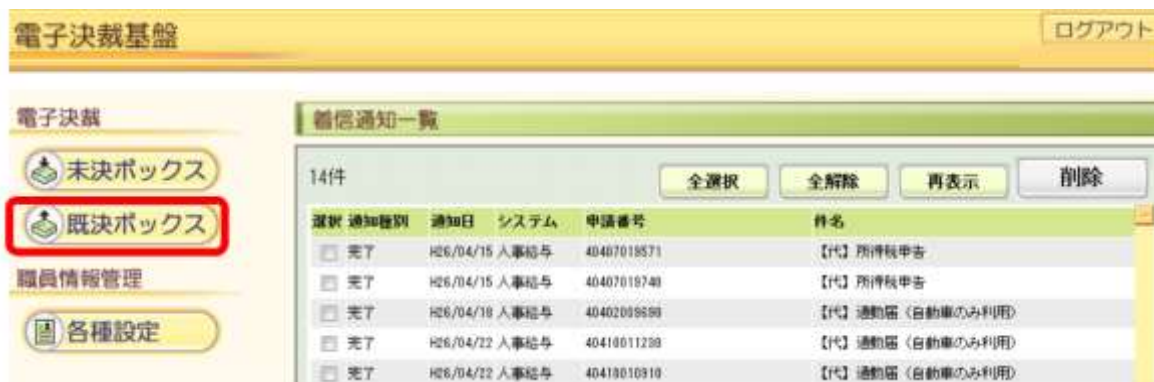 電子決裁基盤
ログアウト
電子決裁
未決ボックス
既決ボックス
職員情報管理
各種設定
着信通知一覧
14件 全選択 全解除 再表示 削除
選択 通知種別 通知日 システム 申請番号 件名
完了 H26/04/15 人事給与 40407019571 【代】所得税申告
完了 H26/04/15 人事給与 40407019740 【代】所得税申告
完了 H26/04/18 人事給与 【代】通勤届（自動車のみ利用）
完了 H26/04/22 人事給与 【代】通勤届（自動車のみ利用）
完了 H26/04/22 人事給与 40410010910 【代】通勤届（自動車のみ利用）